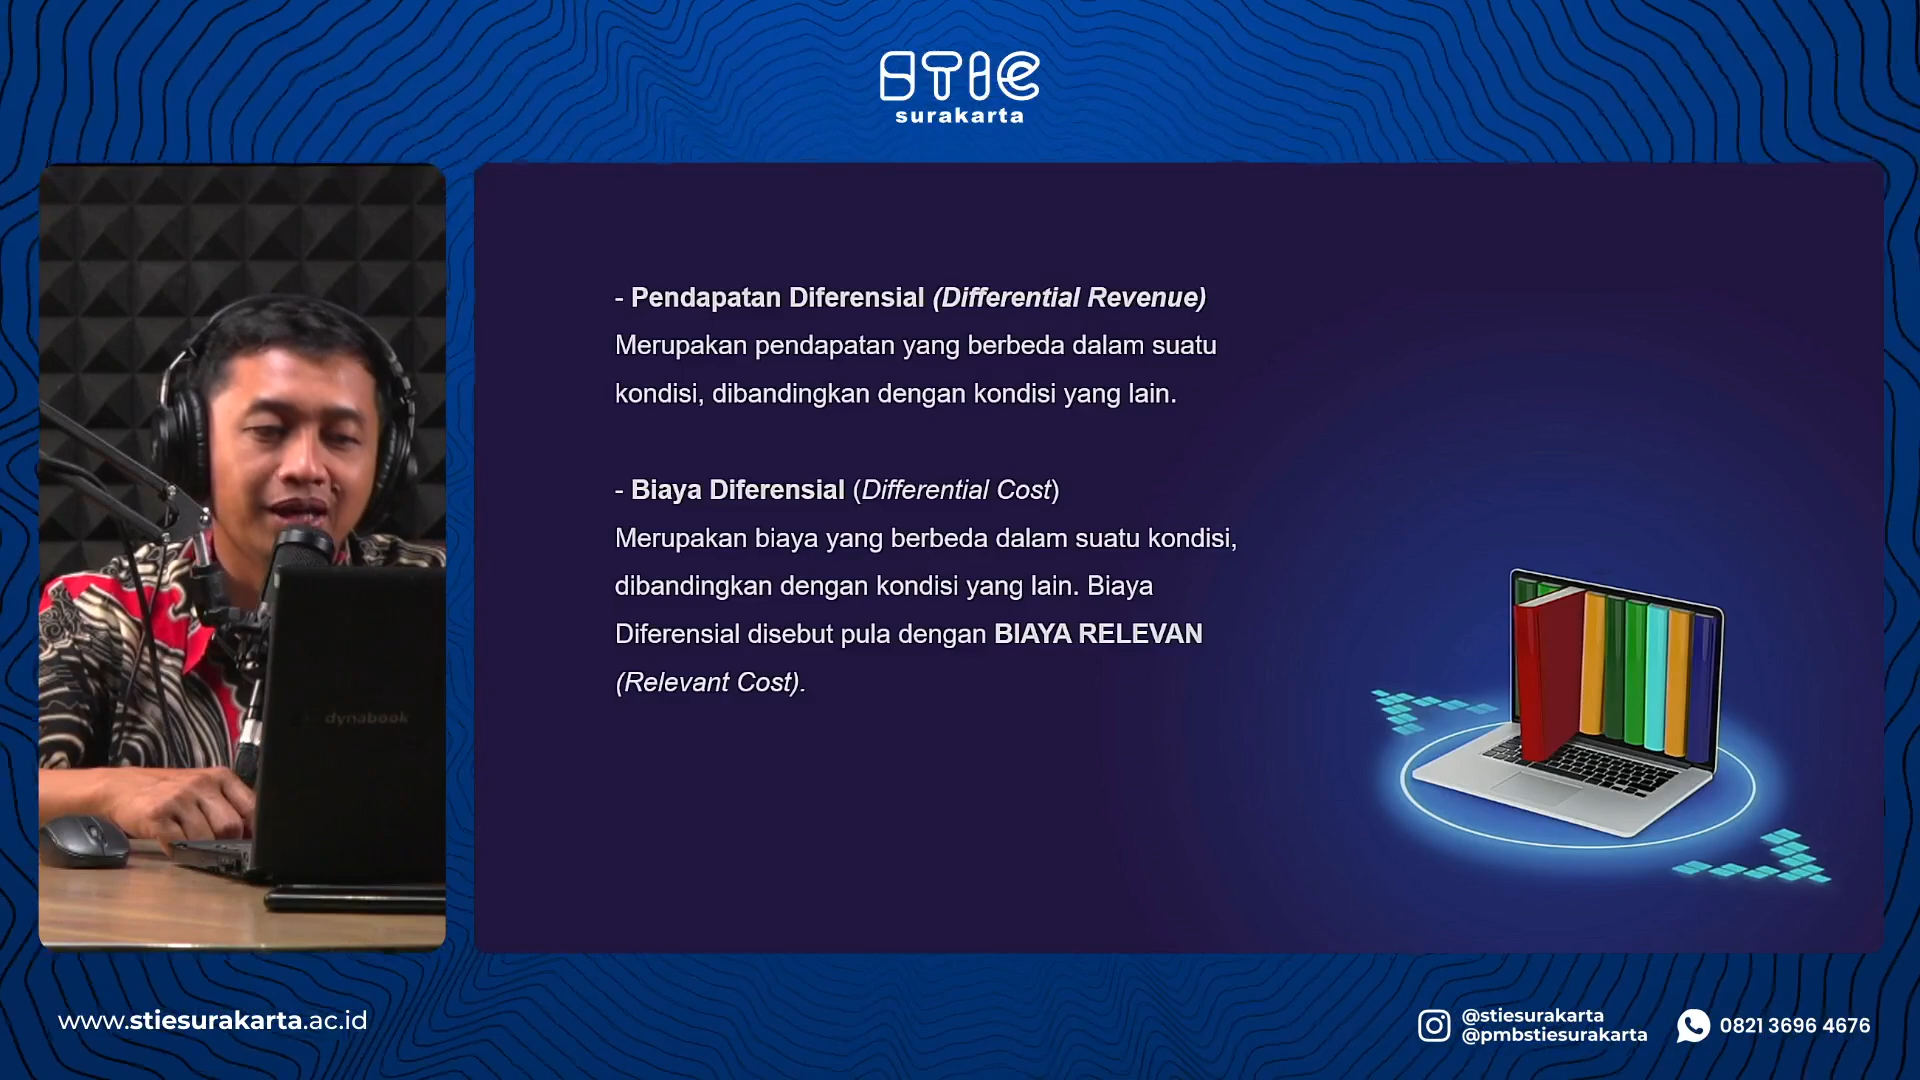 STIE
surakarta
- Pendapatan Diferensial (Differential Revenue)
Merupakan pendapatan yang berbeda dalam suatu
kondisi, dibandingkan dengan kondisi yang lain.
- Biaya Diferensial (Differential Cost)
Merupakan biaya yang berbeda dalam suatu kondisi,
dibandingkan dengan kondisi yang lain. Biaya
Diferensial disebut pula dengan BIAYA RELEVAN
(Relevant Cost).
dynabook
www.stiesurakarta.ac.id
@stiesurakarta
@pmbstiesurakarta
0821 3696 4676